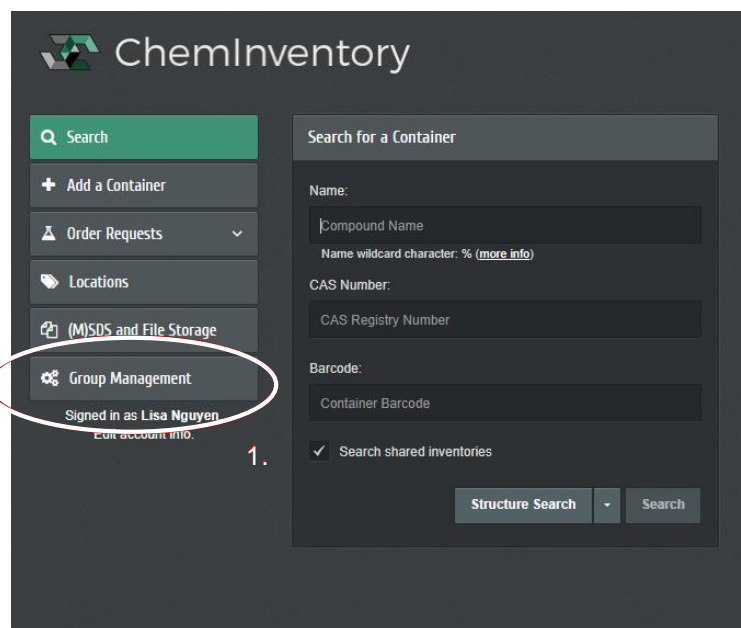 ChemInventory
Search
Add a Container
Order Requests
Locations
(M)SDS and File Storage
Group Management
Signed in as Lisa Nguyen
Edit account info.
1.
Search for a Container
Name:
Compound Name
Name wildcard character: % (more info)
CAS Number:
CAS Registry Number
Barcode:
Container Barcode
Search shared inventories
Structure Search
Search